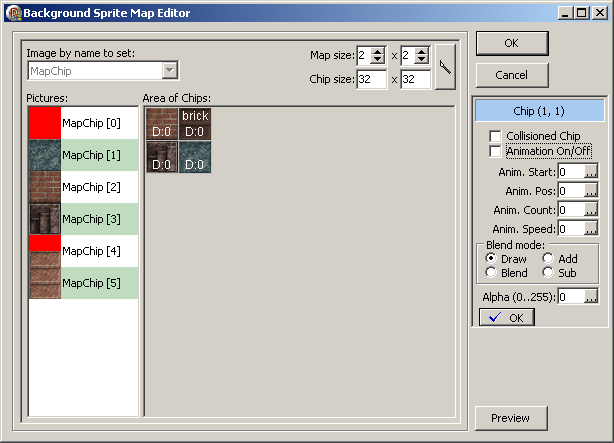 Background Sprite Map Editor
Image by name to set:
MapChip
Map size: 2 x 2
Chip size: 32 x 32
Pictures:
MapChip [0]
MapChip [1]
MapChip [2]
MapChip [3]
MapChip [4]
MapChip [5]
Area of Chips:
brick
D:0 D:0
D:0 D:0
OK
Cancel
Chip (1, 1)
Collisioned Chip
Animation On/Off
Anim. Start: 0 ...
Anim. Pos: 0 ...
Anim. Count: 0 ...
Anim. Speed: 0 ...
Blend mode:
Draw Add
Blend Sub
Alpha (0..255): 0 ...
OK
Preview